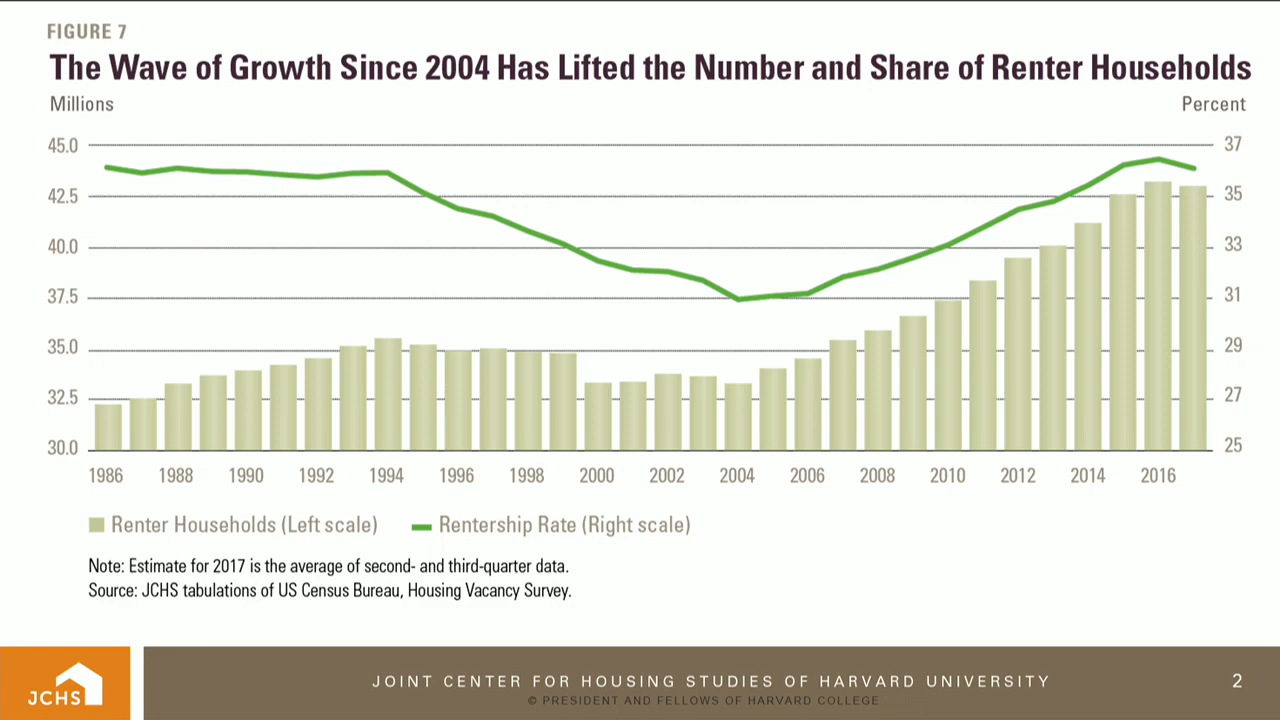 FIGURE 7
The Wave of Growth Since 2004 Has Lifted the Number and Share of Renter Households
Millions Percent
45.0 37
42.5 35
40.0 33
37.5 31
35.0 29
32.5 27
30.0 25
1986 1988 1990 1992 1994 1996 1998 2000 2002 2004 2006 2008 2010 2012 2014 2016
Renter Households (Left scale) Rentership Rate (Right scale)
Note: Estimate for 2017 is the average of second- and third-quarter data.
Source: JCHS tabulations of US Census Bureau, Housing Vacancy Survey.
JCHS
JOINT CENTER FOR HOUSING STUDIES OF HARVARD UNIVERSITY 2
© PRESIDENT AND FELLOWS OF HARVARD COLLEGE